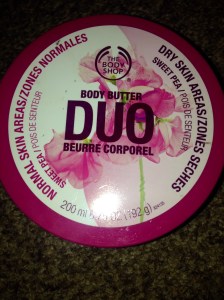 THE
BODY
SHOP
BODY BUTTER
DUO
BEURRE CORPOREL
NORMAL SKIN AREAS/ZONES NORMALES
SWEET PEA / POIS DE SENTEUR
DRY SKIN AREAS/ZONES SÈCHES
SWEET PEA / POIS DE SENTEUR
200 ml (192 g)